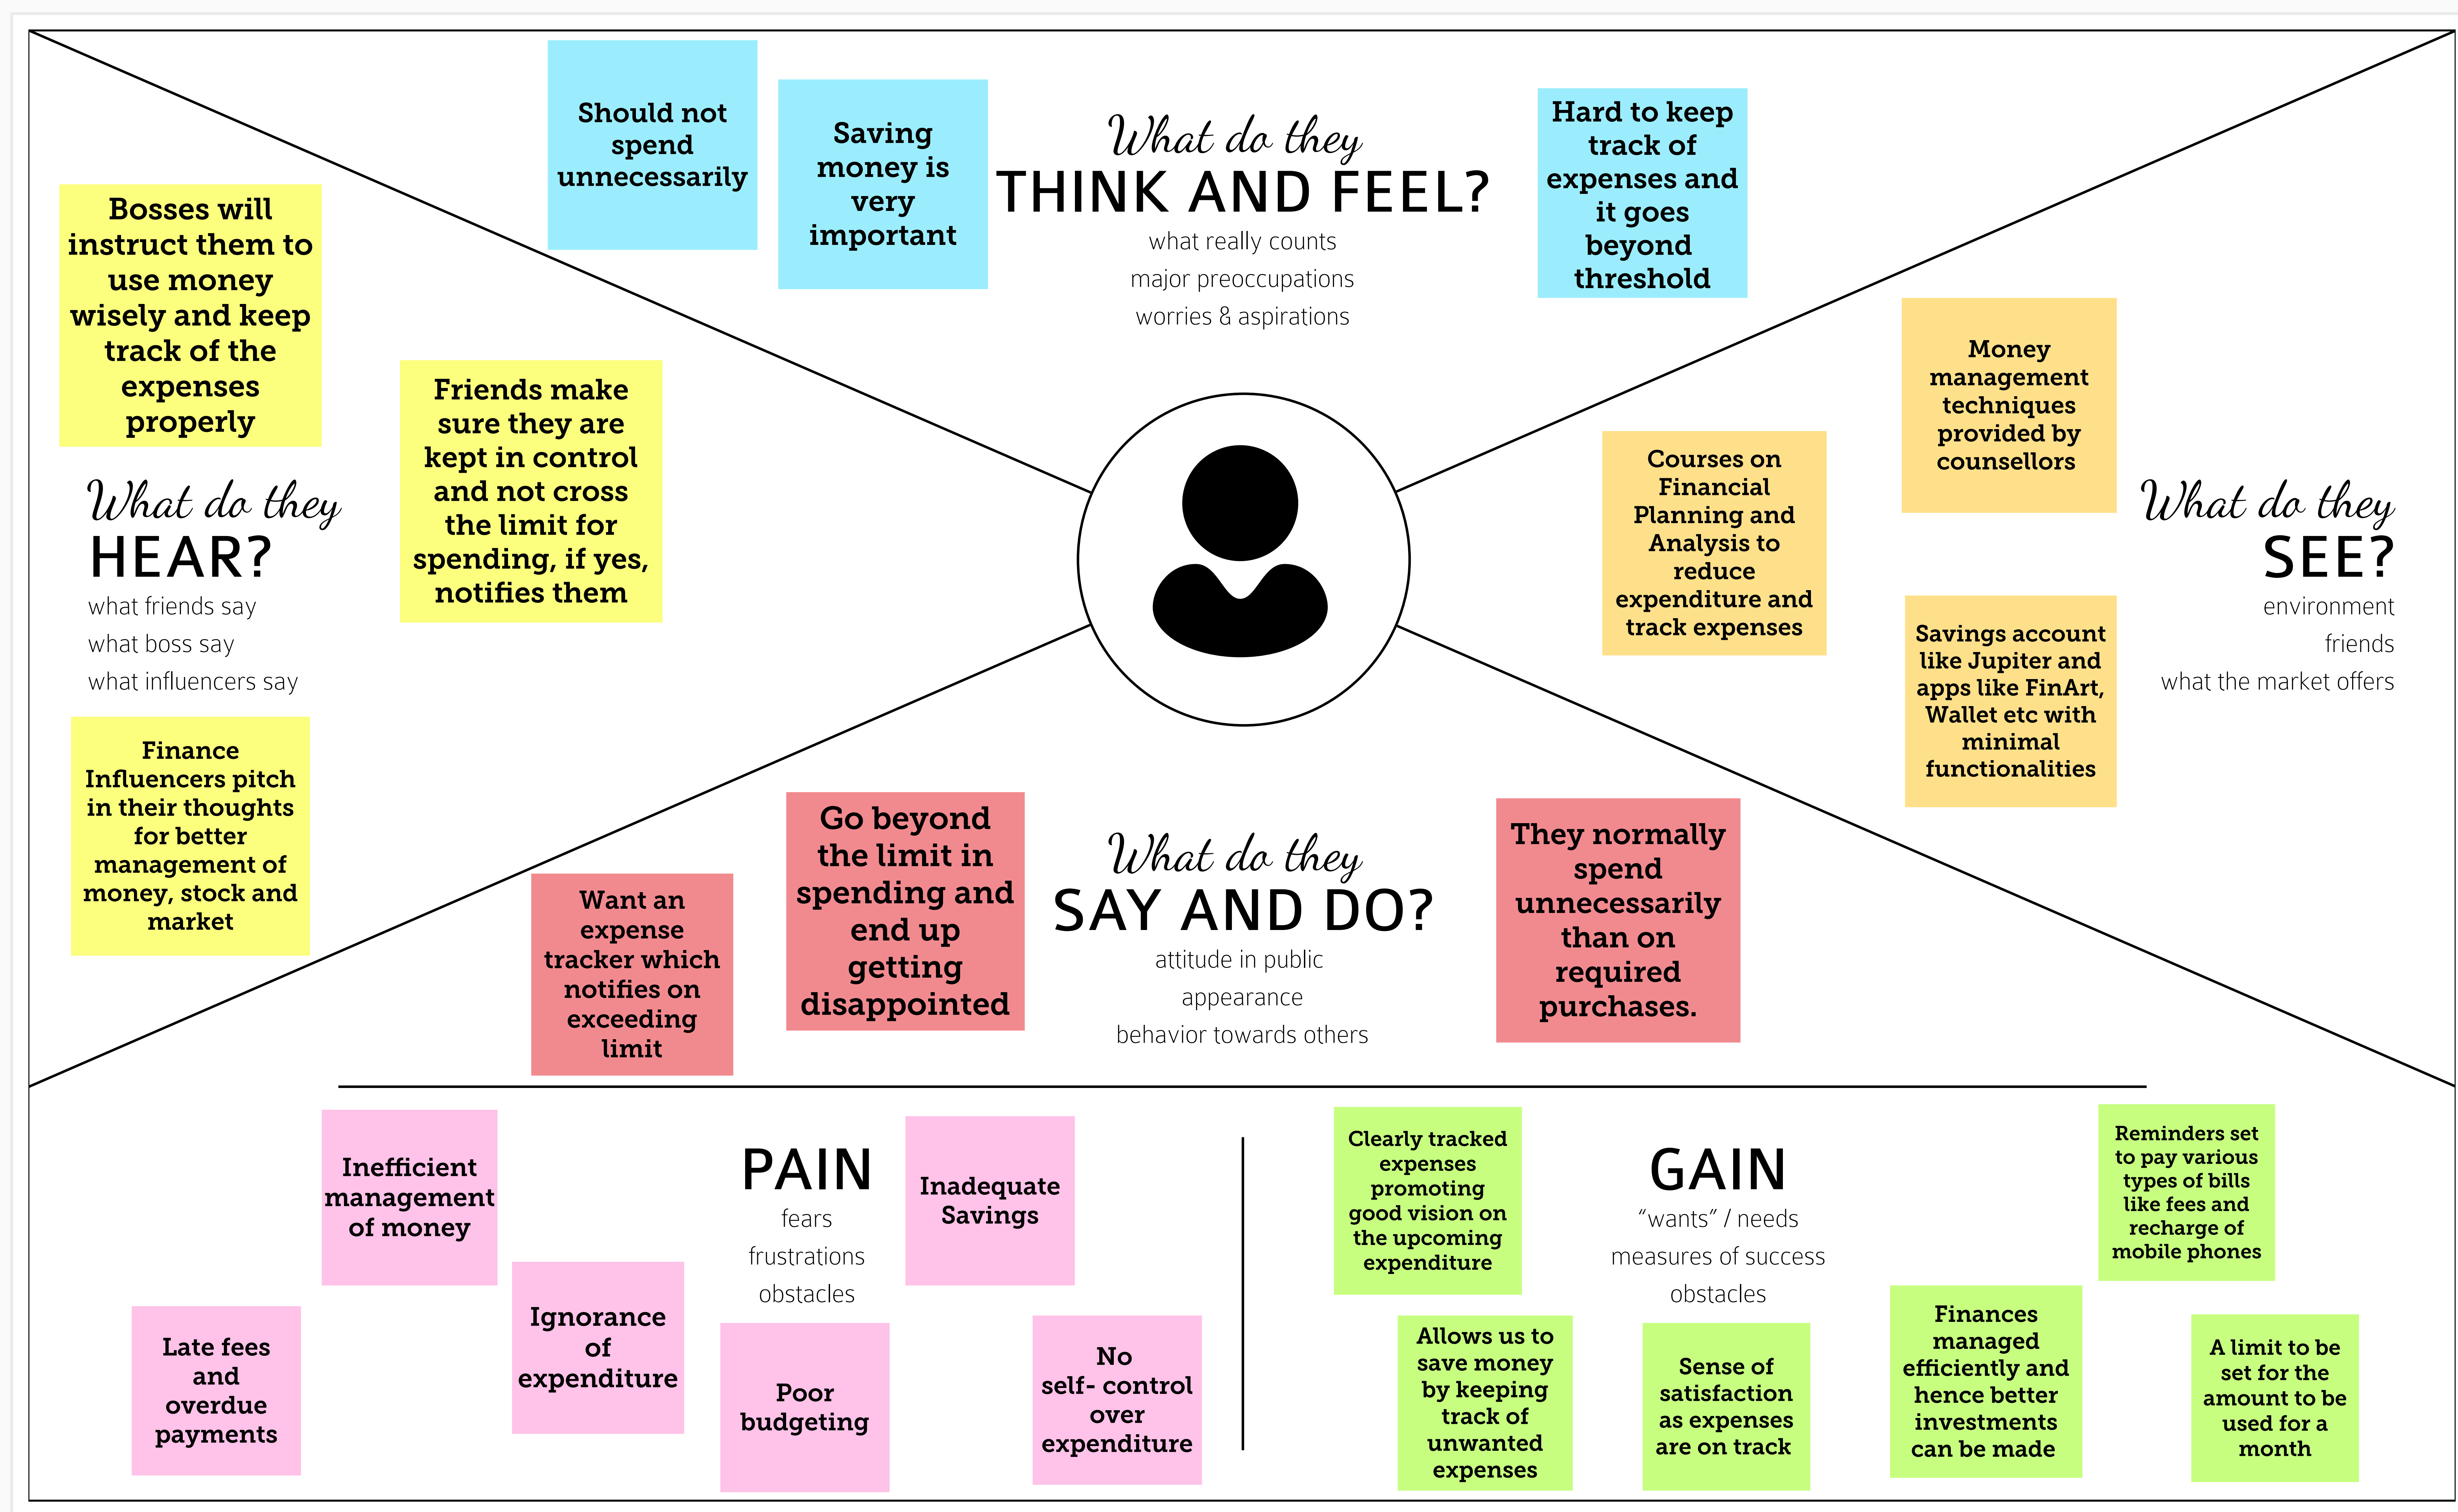 Should not
spend
unnecessarily
Saving
money is
very
important
What do they
THINK AND FEEL?
what really counts
major preoccupations
worries & aspirations
Hard to keep
track of
expenses and
it goes
beyond
threshold
Bosses will
instruct them to
use money
wisely and keep
track of the
expenses
properly
Friends make
sure they are
kept in control
and not cross
the limit for
spending, if yes,
notifies them
What do they
HEAR?
what friends say
what boss say
what influencers say
Finance
Influencers pitch
in their thoughts
for better
management of
money, stock and
market
Money
management
techniques
provided by
counsellors
Courses on
Financial
Planning and
Analysis to
reduce
expenditure and
track expenses
What do they
SEE?
environment
friends
what the market offers
Savings account
like Jupiter and
apps like FinArt,
Wallet etc with
minimal
functionalities
Want an
expense
tracker which
notifies on
exceeding
limit
Go beyond
the limit in
spending and
end up
getting
disappointed
What do they
SAY AND DO?
attitude in public
appearance
behavior towards others
They normally
spend
unnecessarily
than on
required
purchases.
Inefficient
management
of money
PAIN
fears
frustrations
obstacles
Inadequate
Savings
Late fees
and
overdue
payments
Ignorance
of
expenditure
Poor
budgeting
No
self- control
over
expenditure
Clearly tracked
expenses
promoting
good vision on
the upcoming
expenditure
GAIN
“wants” / needs
measures of success
obstacles
Reminders set
to pay various
types of bills
like fees and
recharge of
mobile phones
Allows us to
save money
by keeping
track of
unwanted
expenses
Sense of
satisfaction
as expenses
are on track
Finances
managed
efficiently and
hence better
investments
can be made
A limit to be
set for the
amount to be
used for a
month